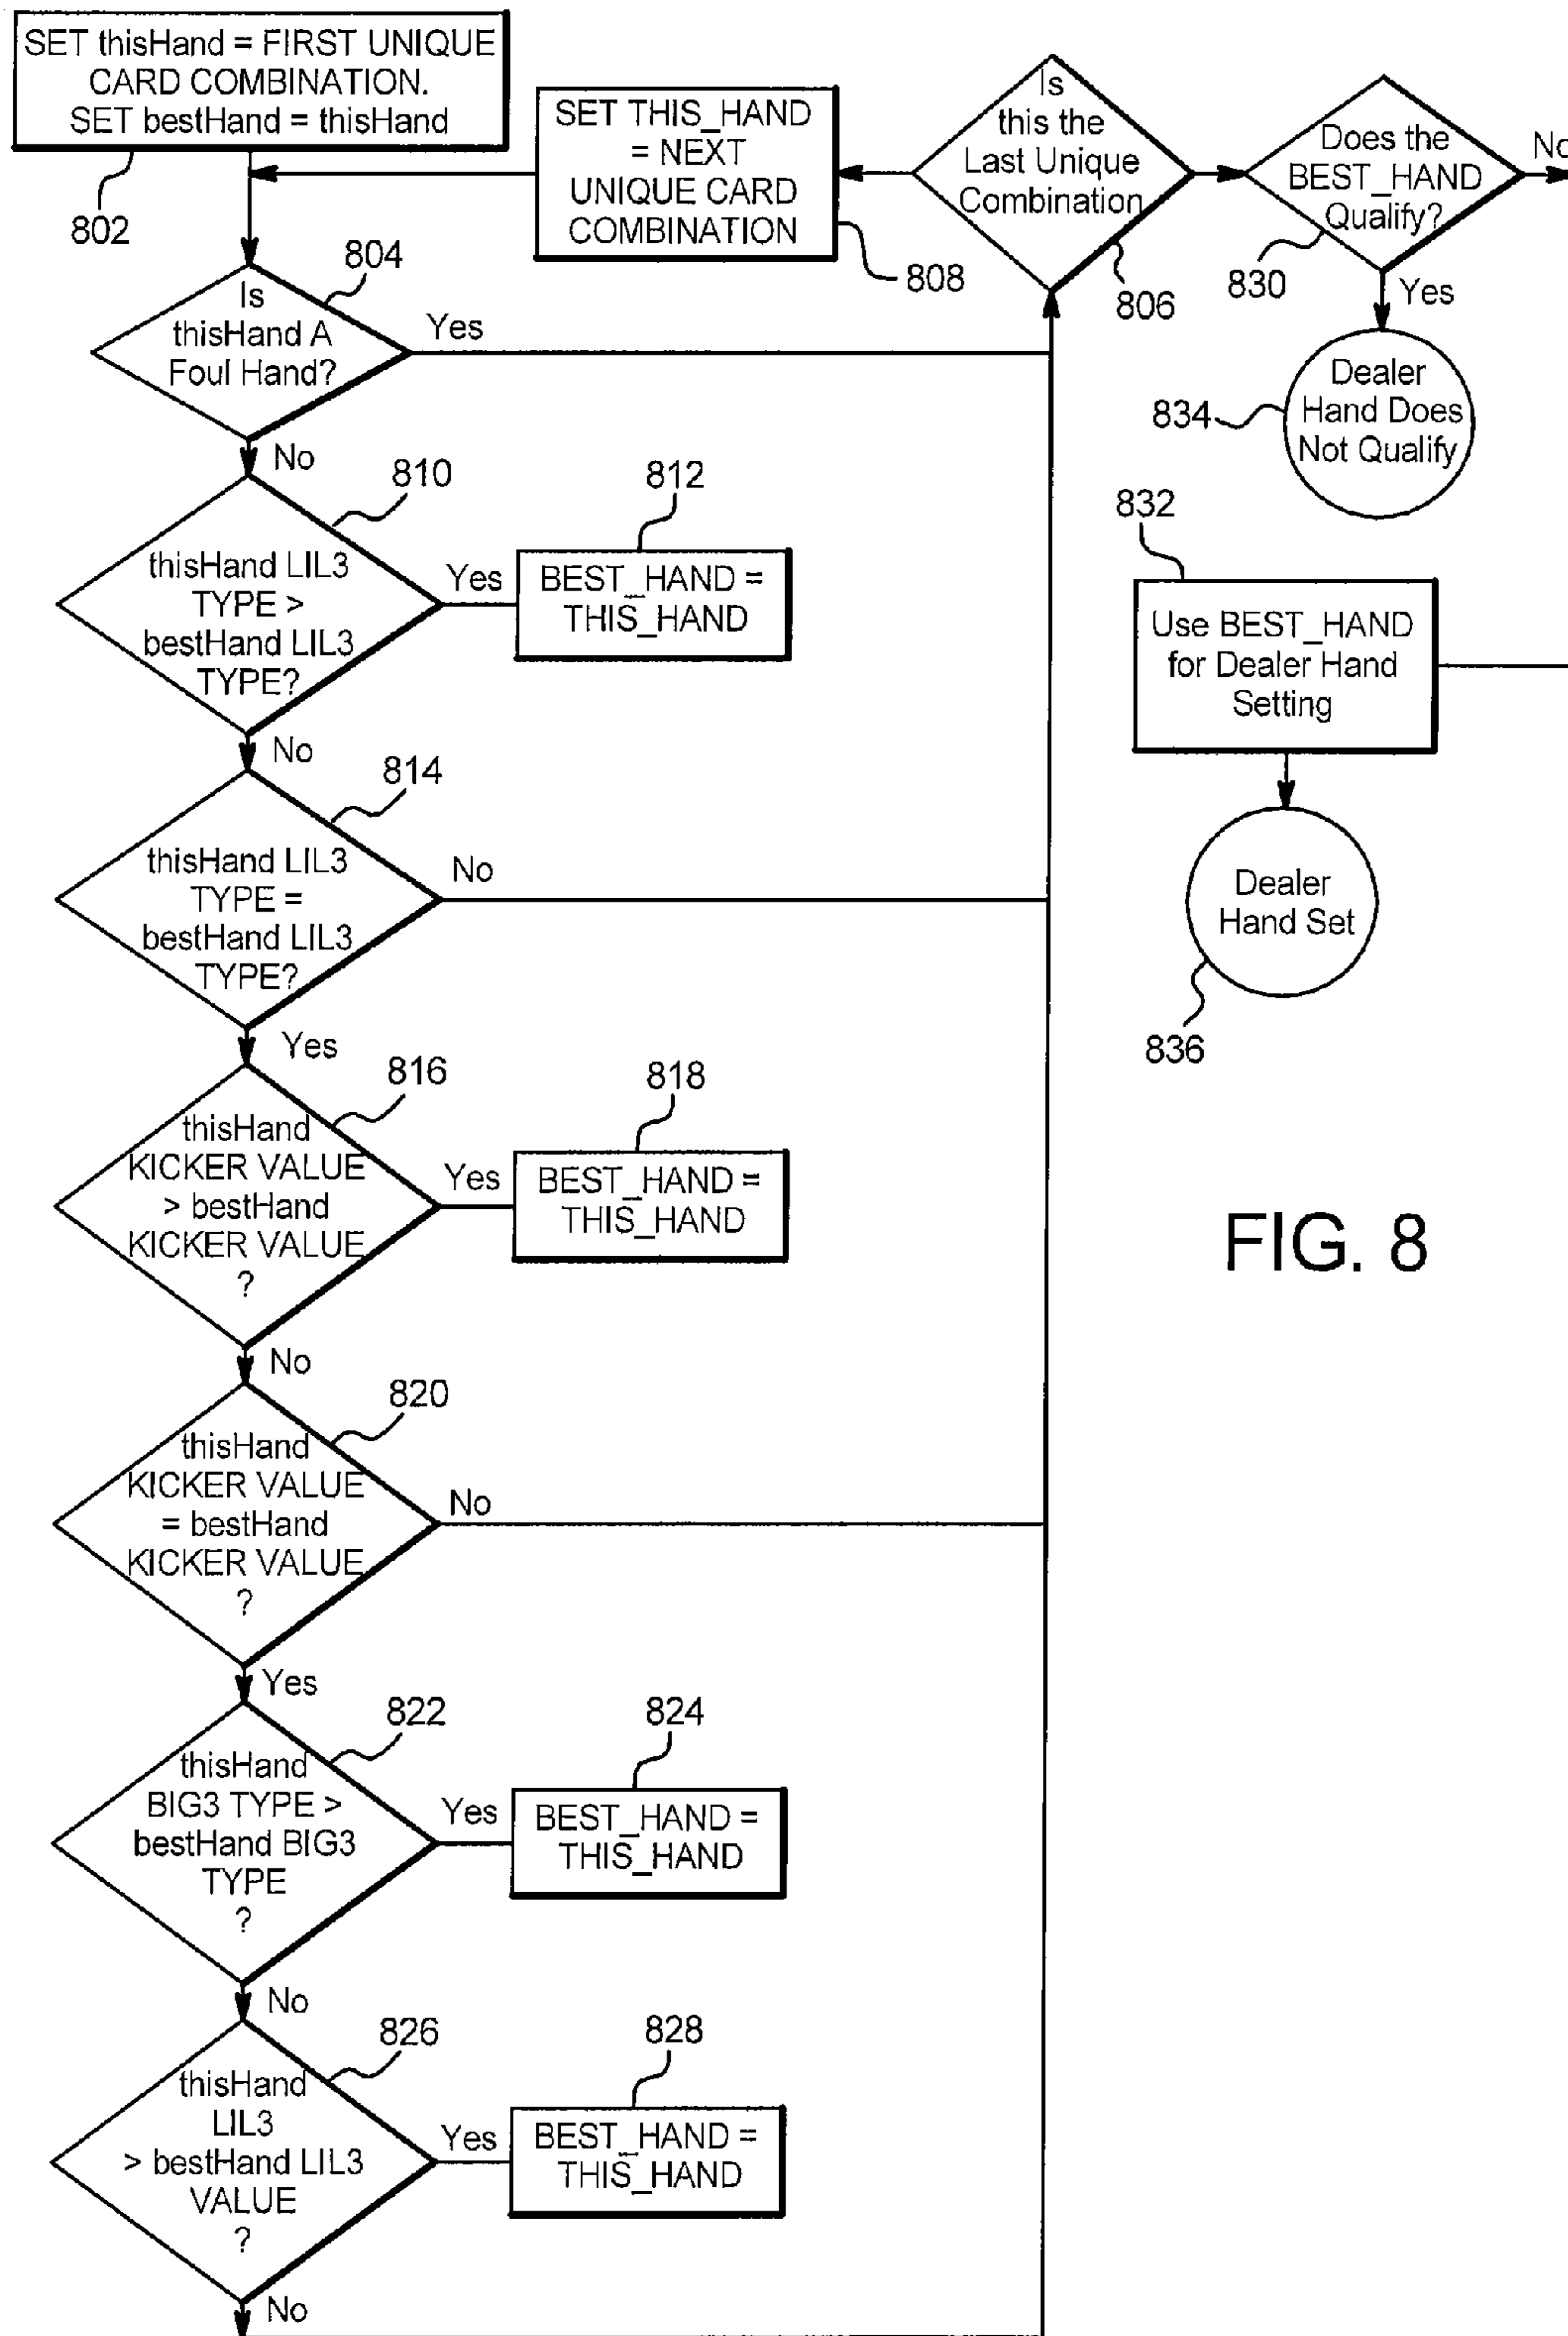 SET thisHand = FIRST UNIQUE
CARD COMBINATION.
SET bestHand = thisHand
802
SET THIS_HAND
= NEXT
UNIQUE CARD
COMBINATION
808
Is
this the
Last Unique
Combination
806
Does the
BEST_HAND
Qualify?
830
No
Yes
Dealer
Hand Does
Not Qualify
834
804
Is
thisHand A
Foul Hand?
Yes
No
810
thisHand LIL3
TYPE >
bestHand LIL3
TYPE?
Yes
812
BEST_HAND =
THIS_HAND
No
832
Use BEST_HAND
for Dealer Hand
Setting
Dealer
Hand Set
836
814
thisHand LIL3
TYPE =
bestHand LIL3
TYPE?
No
Yes
816
thisHand
KICKER VALUE
> bestHand
KICKER VALUE
?
Yes
818
BEST_HAND =
THIS_HAND
No
FIG. 8
820
thisHand
KICKER VALUE
= bestHand
KICKER VALUE
?
No
Yes
822
thisHand
BIG3 TYPE >
bestHand BIG3
TYPE
?
Yes
824
BEST_HAND =
THIS_HAND
No
826
thisHand
LIL3
> bestHand LIL3
VALUE
?
Yes
828
BEST_HAND =
THIS_HAND
No